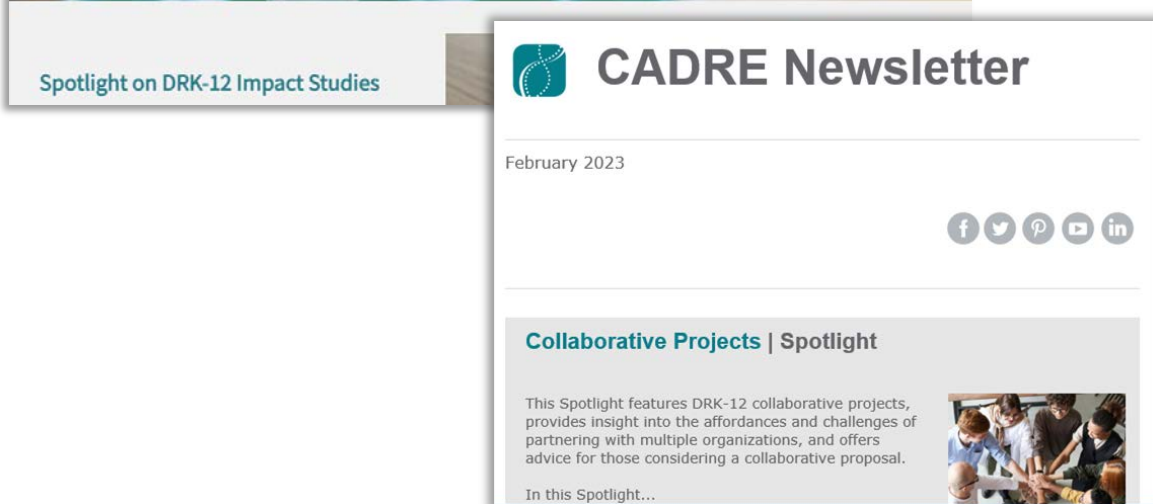 Spotlight on DRK-12 Impact Studies
CADRE Newsletter
February 2023
Collaborative Projects | Spotlight
This Spotlight features DRK-12 collaborative projects,
provides insight into the affordances and challenges of
partnering with multiple organizations, and offers
advice for those considering a collaborative proposal.
In this Spotlight...